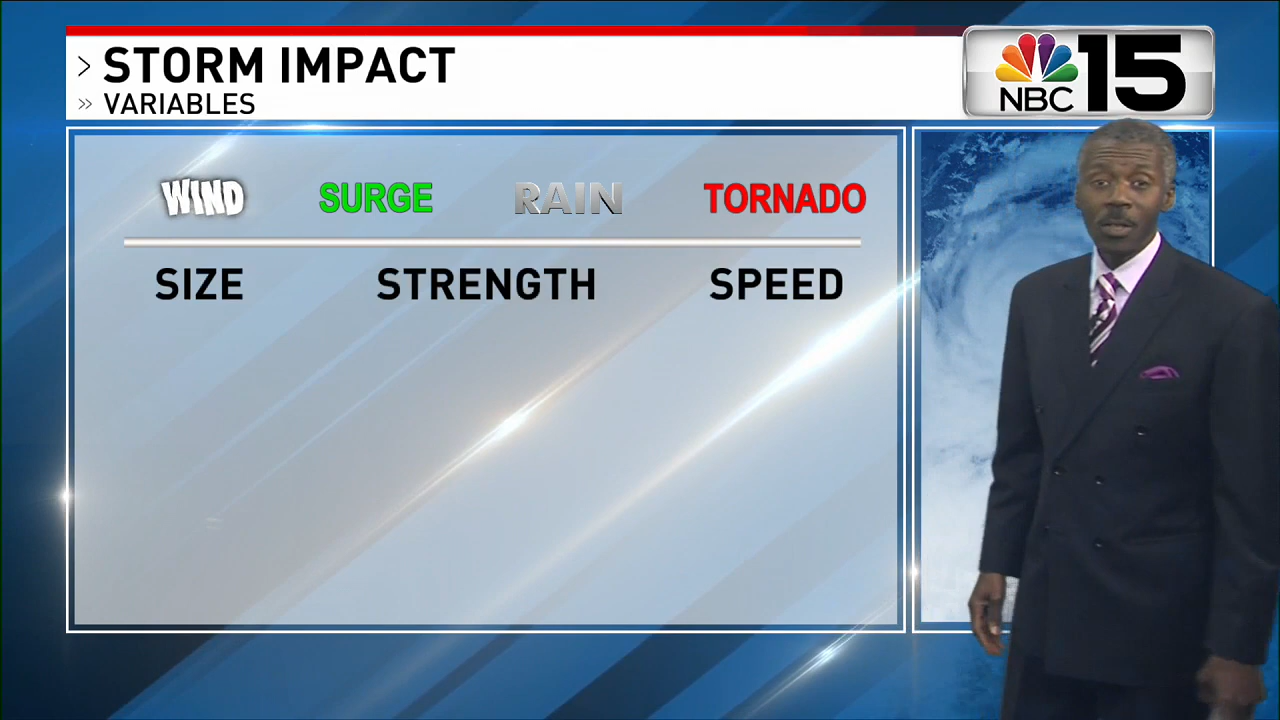 STORM IMPACT
VARIABLES
NBC 15
WIND SURGE RAIN TORNADO
SIZE STRENGTH SPEED